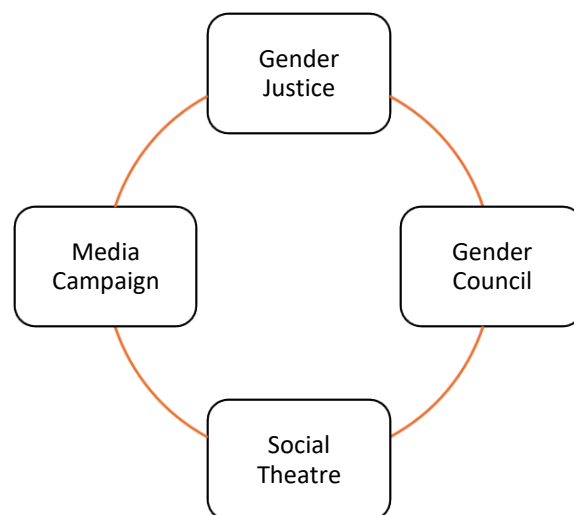 Gender
Justice
Media
Campaign
Gender
Council
Social
Theatre